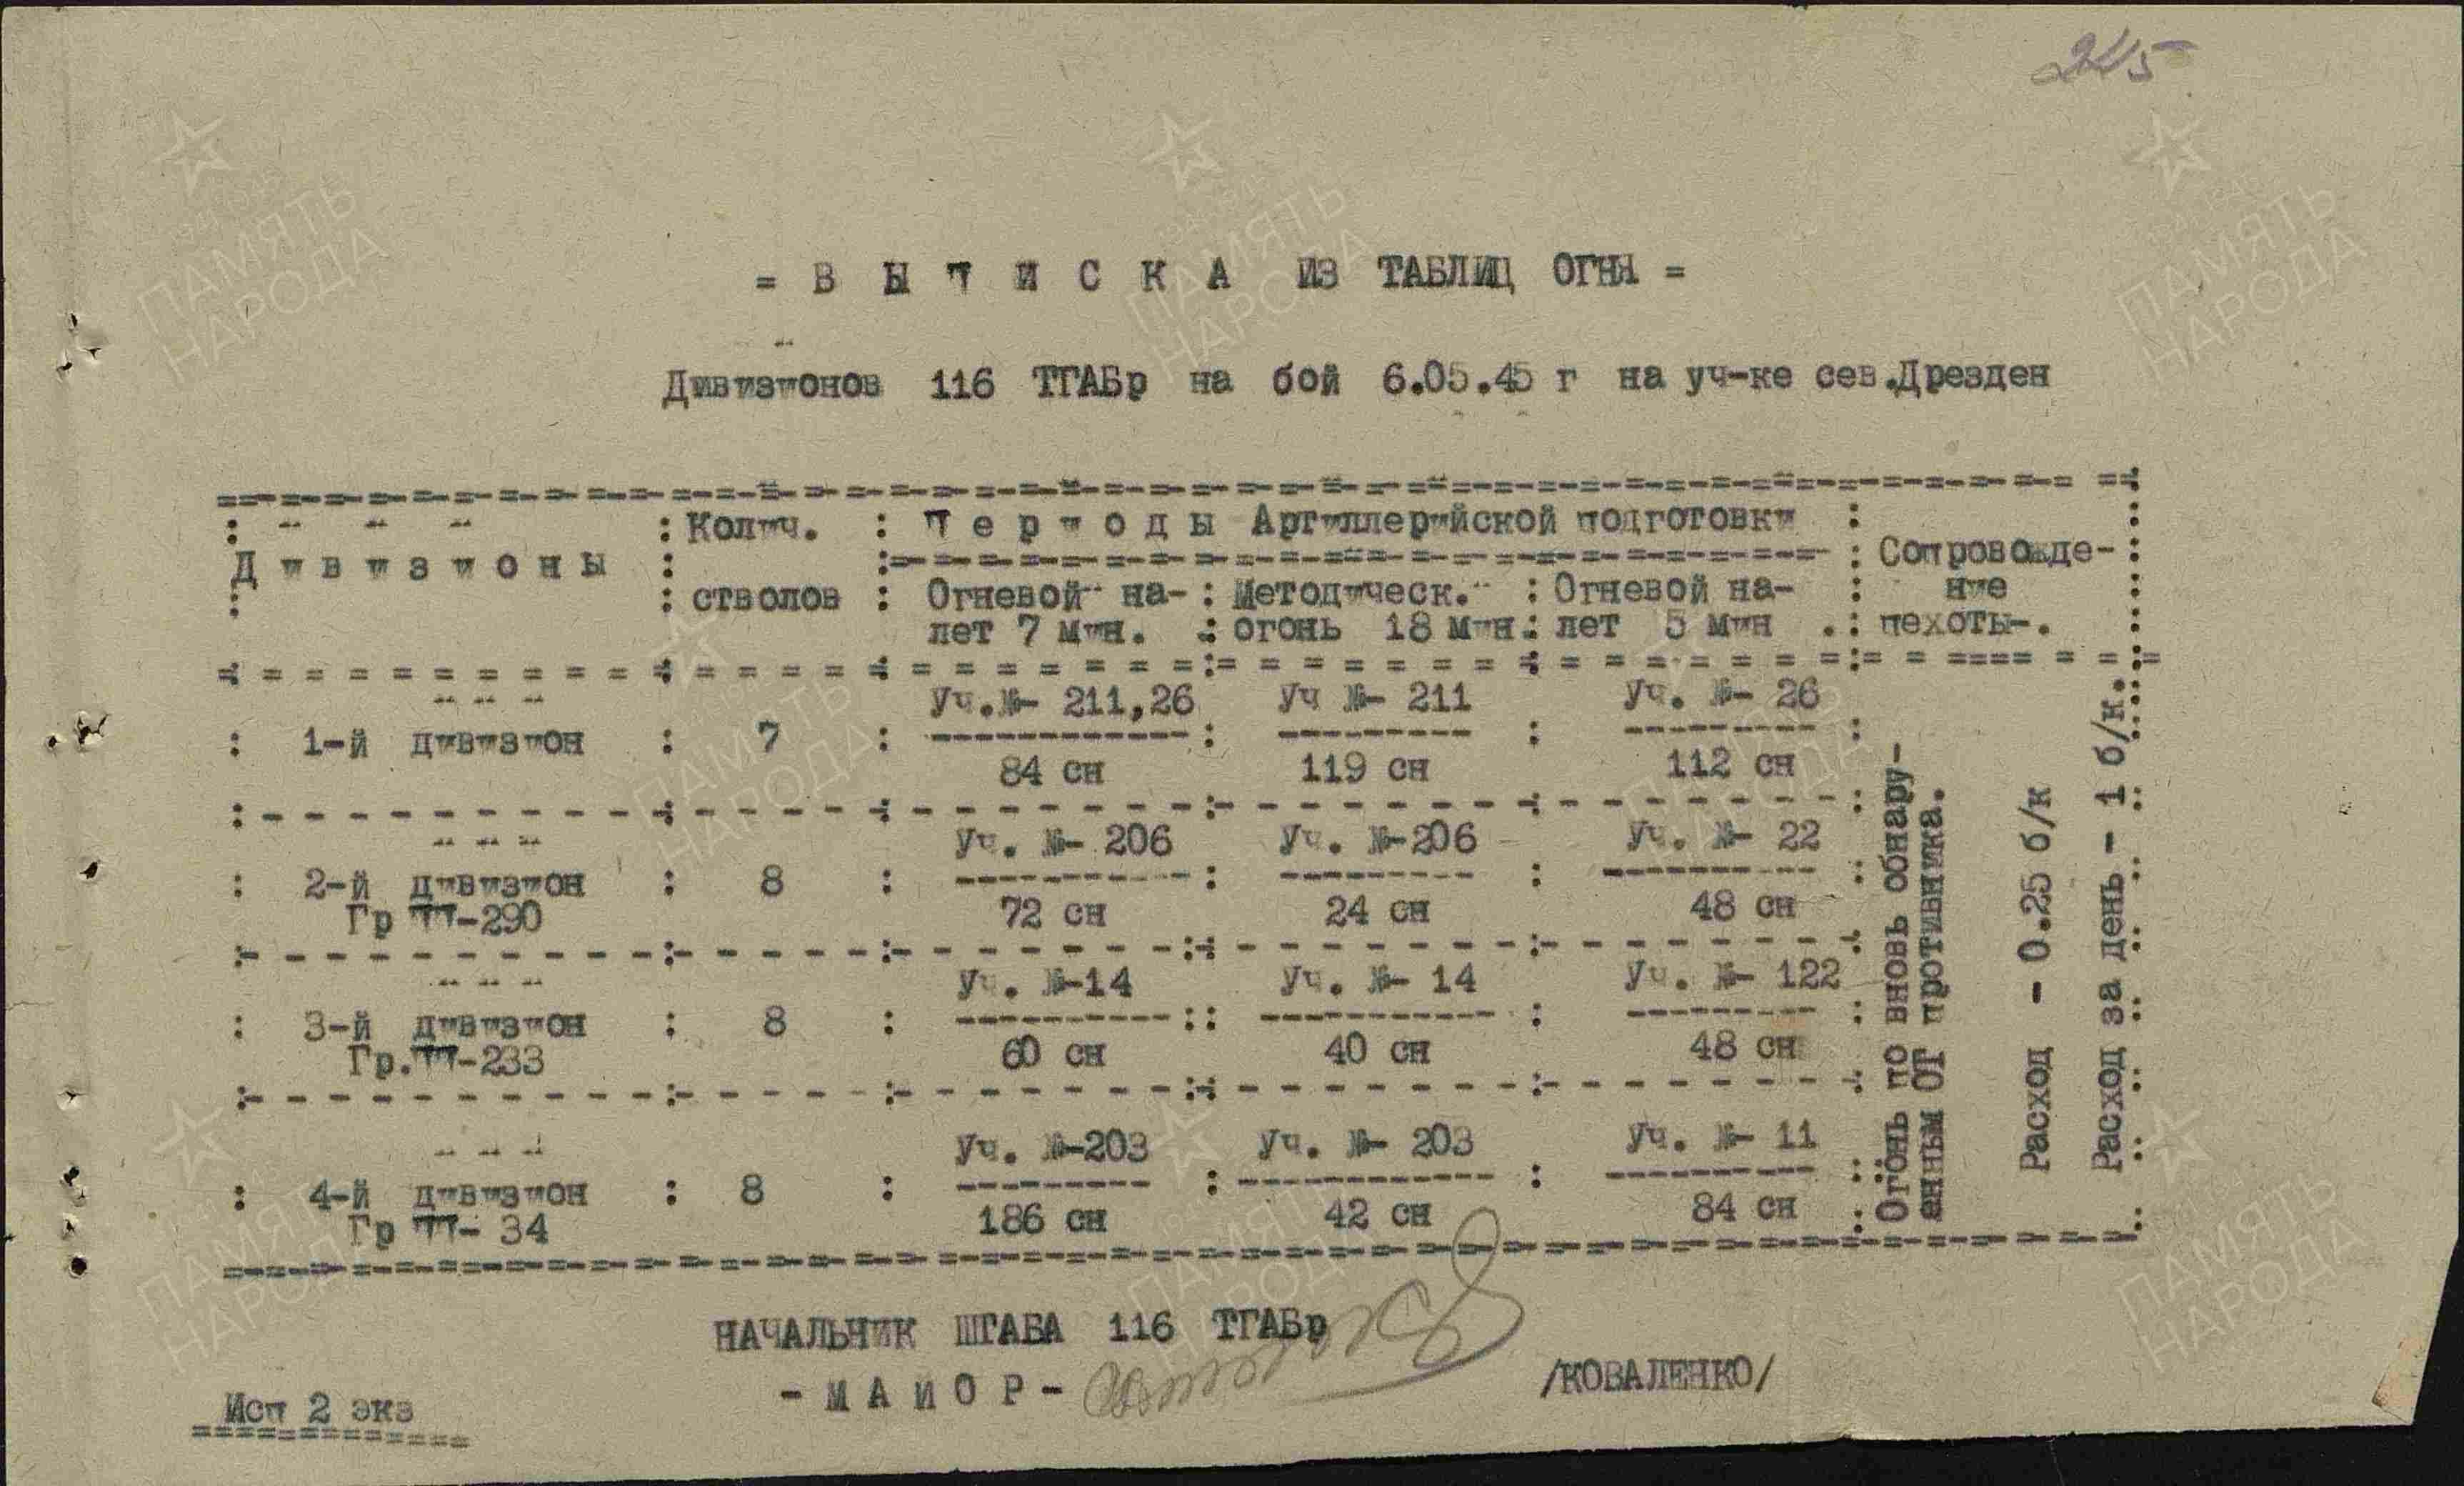 245
= В Ы П И С К А ИЗ ТАБЛИЦ ОГНЯ =
Дивизионов 116 ТГАБр на бой 6.05.45 г на уч-ке сев.Дрезден
Дивизионы
Колич.
стволов
П е р и о д ы Артиллерийской подготовки
Огневой на-
лет 7 мин.
Методическ.
огонь 18 мин.
Огневой на-
лет 5 мин.
Сопровожде-
ние
пехоты-.
1-й дивизион : 7 : Уч.№- 211,26 : Уч №- 211 : Уч. №- 26
84 сн 119 сн 112 сн
2-й дивизион : 8 : Уч. №- 206 : Уч. №-206 : Уч. №- 22
Гр ПП-290 72 сн 24 сн 48 сн
3-й дивизион : 8 : Уч. №-14 : Уч. №- 14 : Уч. №- 122
Гр.ПП-233 60 сн 40 сн 48 сн
4-й дивизион : 8 : Уч. №-203 : Уч. №- 203 : Уч. №- 11
Гр ПП- 34 186 сн 42 сн 84 сн
Огонь по вновь обнару-
енным ОТ противника.
Расход - 0.25 б/к
Расход за день - 1 б/к.
НАЧАЛЬНИК ШТАБА 116 ТГАБр
- М А Й О Р -
/КОВАЛЕНКО/
Исп 2 экз
ПАМЯТЬ
НАРОДА